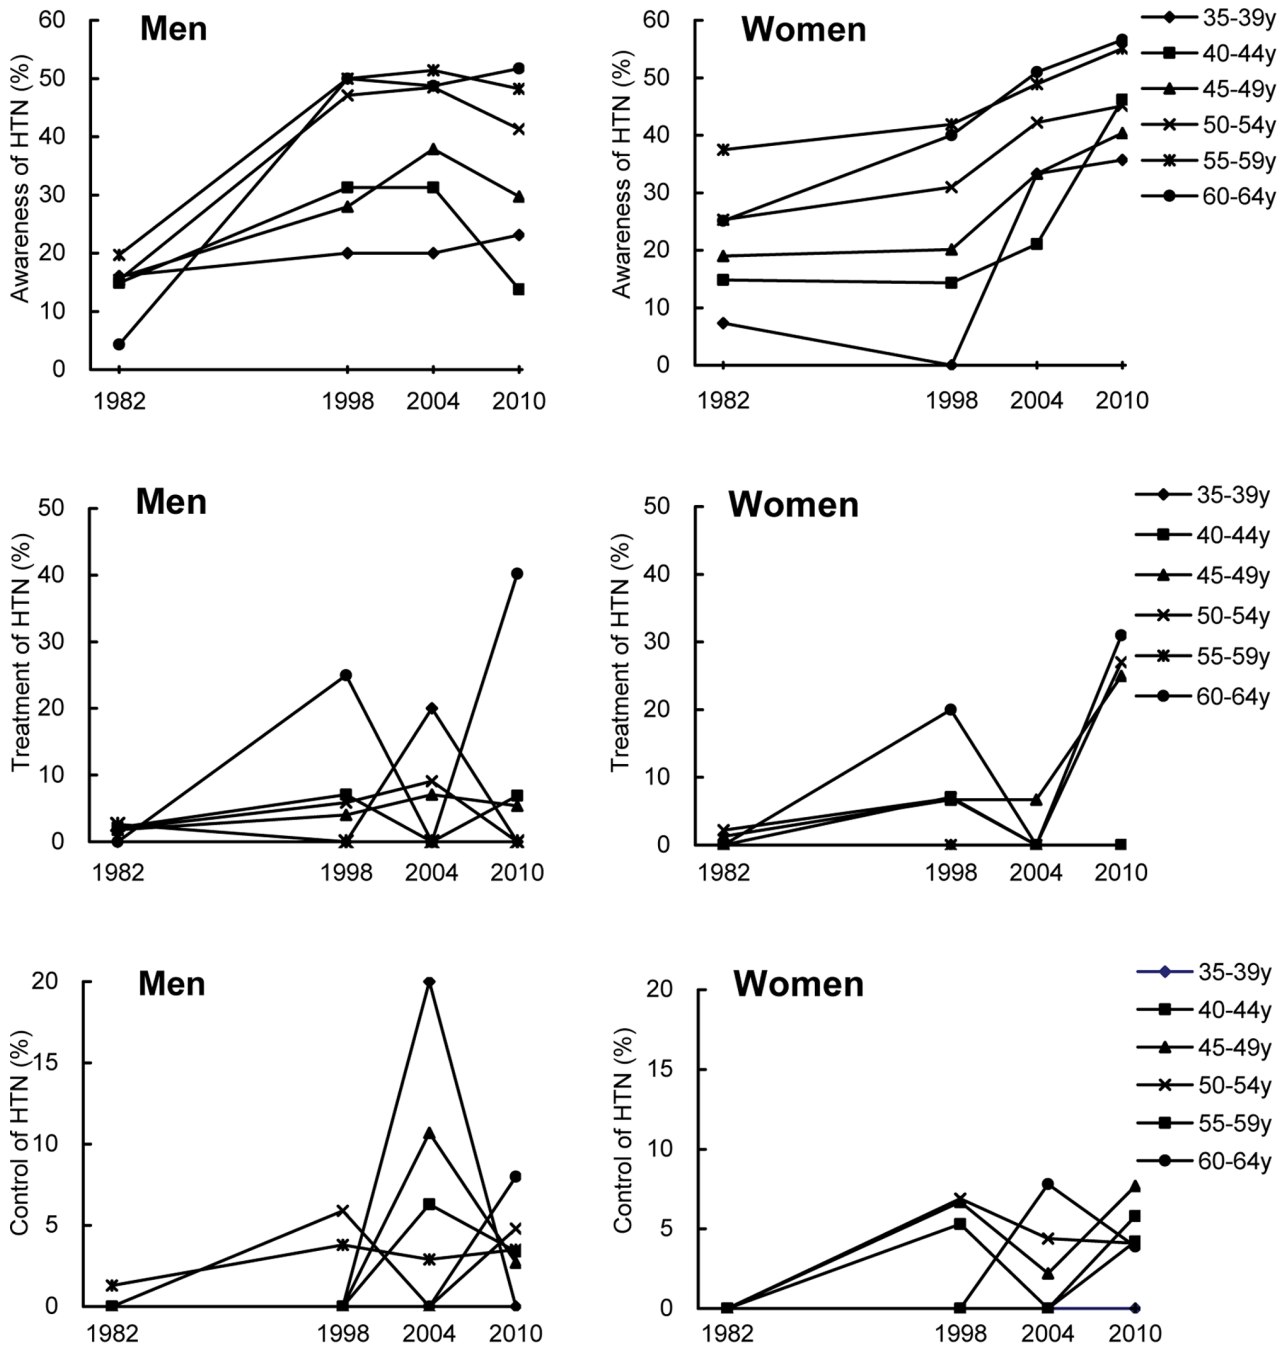 Men
Awareness of HTN (%)
60
50
40
30
20
10
0
1982 1998 2004 2010
Women
Awareness of HTN (%)
60
50
40
30
20
10
0
1982 1998 2004 2010
35-39y
40-44y
45-49y
50-54y
55-59y
60-64y
Men
Treatment of HTN (%)
50
40
30
20
10
0
1982 1998 2004 2010
Women
Treatment of HTN (%)
50
40
30
20
10
0
1982 1998 2004 2010
35-39y
40-44y
45-49y
50-54y
55-59y
60-64y
Men
Control of HTN (%)
20
15
10
5
0
1982 1998 2004 2010
Women
Control of HTN (%)
20
15
10
5
0
1982 1998 2004 2010
35-39y
40-44y
45-49y
50-54y
55-59y
60-64y